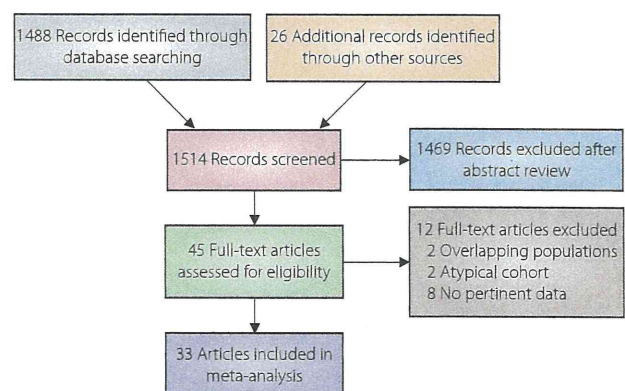 1488 Records identified through
database searching
26 Additional records identified
through other sources
1514 Records screened
1469 Records excluded after
abstract review
45 Full-text articles
assessed for eligibility
12 Full-text articles excluded
2 Overlapping populations
2 Atypical cohort
8 No pertinent data
33 Articles included in
meta-analysis